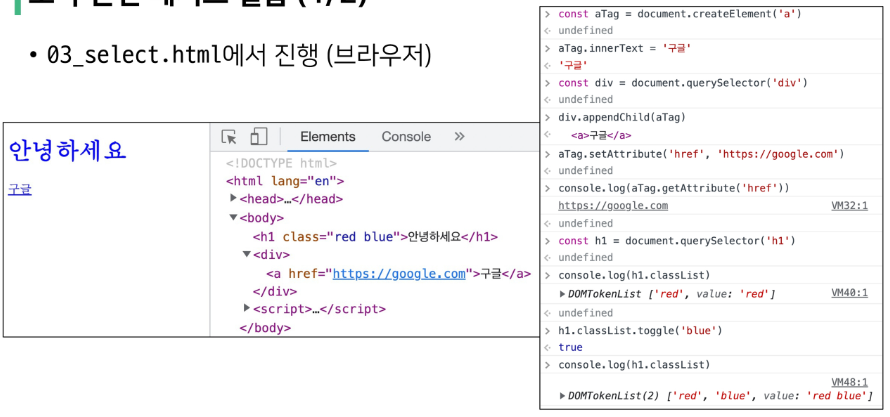 • 03_select.html에서 진행 (브라우저)
안녕하세요
구글
Elements Console »
<!DOCTYPE html>
<html lang="en">
▶<head>…</head>
▼<body>
<h1 class="red blue">안녕하세요</h1>
▼<div>
<a href="https://google.com">구글</a>
</div>
▶<script>…</script>
</body>
> const aTag = document.createElement('a')
< undefined
> aTag.innerText = '구글'
< '구글'
> const div = document.querySelector('div')
< undefined
> div.appendChild(aTag)
< <a>구글</a>
> aTag.setAttribute('href', 'https://google.com')
< undefined
> console.log(aTag.getAttribute('href'))
https://google.com VM32:1
< undefined
> const h1 = document.querySelector('h1')
< undefined
> console.log(h1.classList)
▶DOMTokenList ['red', value: 'red'] VM40:1
< undefined
> h1.classList.toggle('blue')
< true
> console.log(h1.classList)
VM48:1
▶DOMTokenList(2) ['red', 'blue', value: 'red blue']